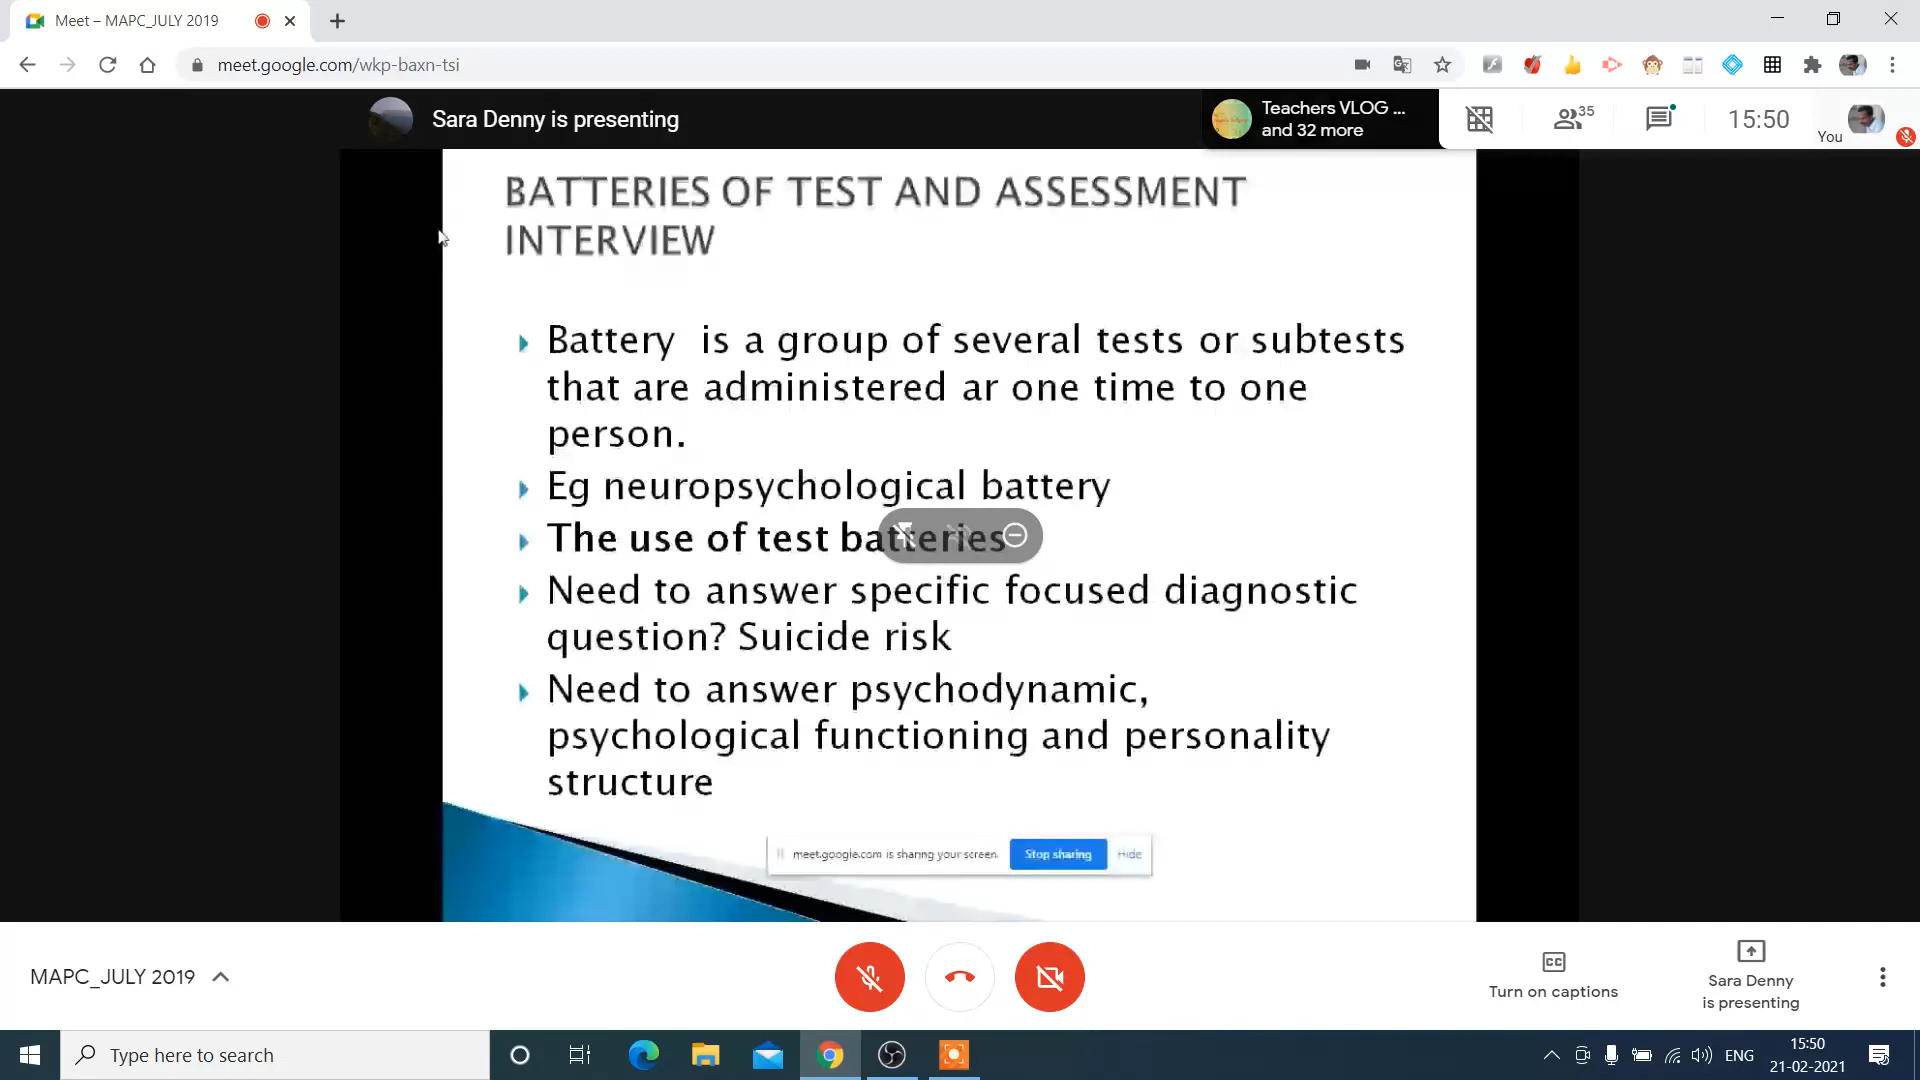 Meet – MAPC_JULY 2019
meet.google.com/wkp-baxn-tsi
Sara Denny is presenting
Teachers VLOG ...
and 32 more
35
15:50
You
BATTERIES OF TEST AND ASSESSMENT
INTERVIEW
Battery is a group of several tests or subtests
that are administered ar one time to one
person.
Eg neuropsychological battery
The use of test batteries
Need to answer specific focused diagnostic
question? Suicide risk
Need to answer psychodynamic,
psychological functioning and personality
structure
meet.google.com is sharing your screen.
Stop sharing
Hide
MAPC_JULY 2019
CC
Turn on captions
Sara Denny
is presenting
Type here to search
ENG
15:50
21-02-2021